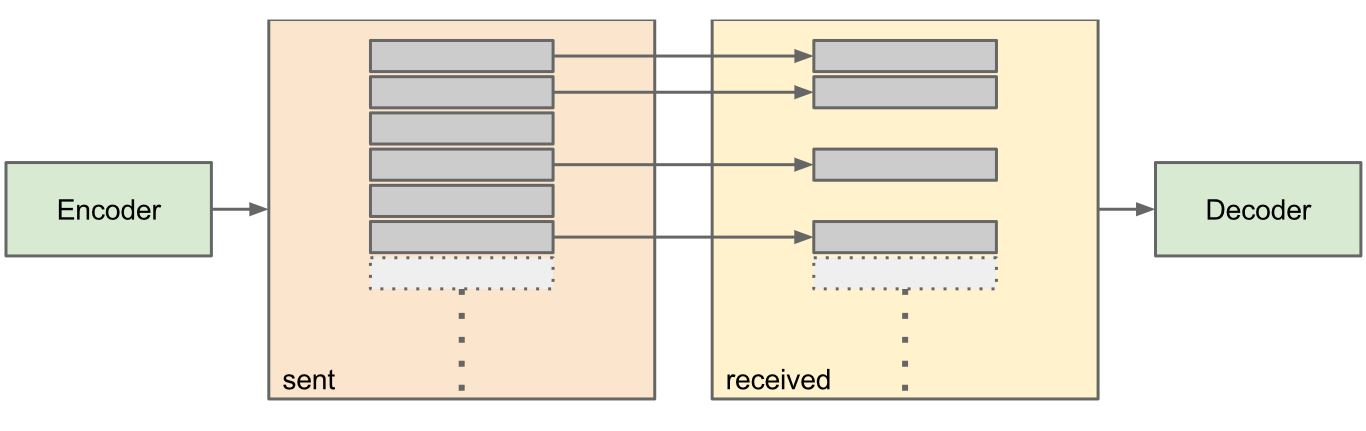 Encoder
sent
received
Decoder